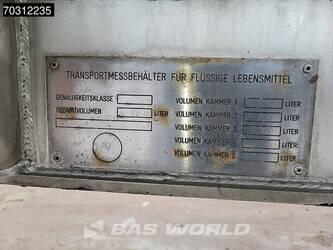 70312235
TRANSPORTMESSBEHÄLTER FÜR FLÜSSIGE LEBENSMITTEL
GENAUIGKEITSKLASSE
GESAMTVOLUMEN LITER
VOLUMEN KAMMER 1 LITER
VOLUMEN KAMMER 2 LITER
VOLUMEN KAMMER 3 LITER
VOLUMEN KAMMER 4 LITER
VOLUMEN KAMMER 5 LITER
BAS WORLD